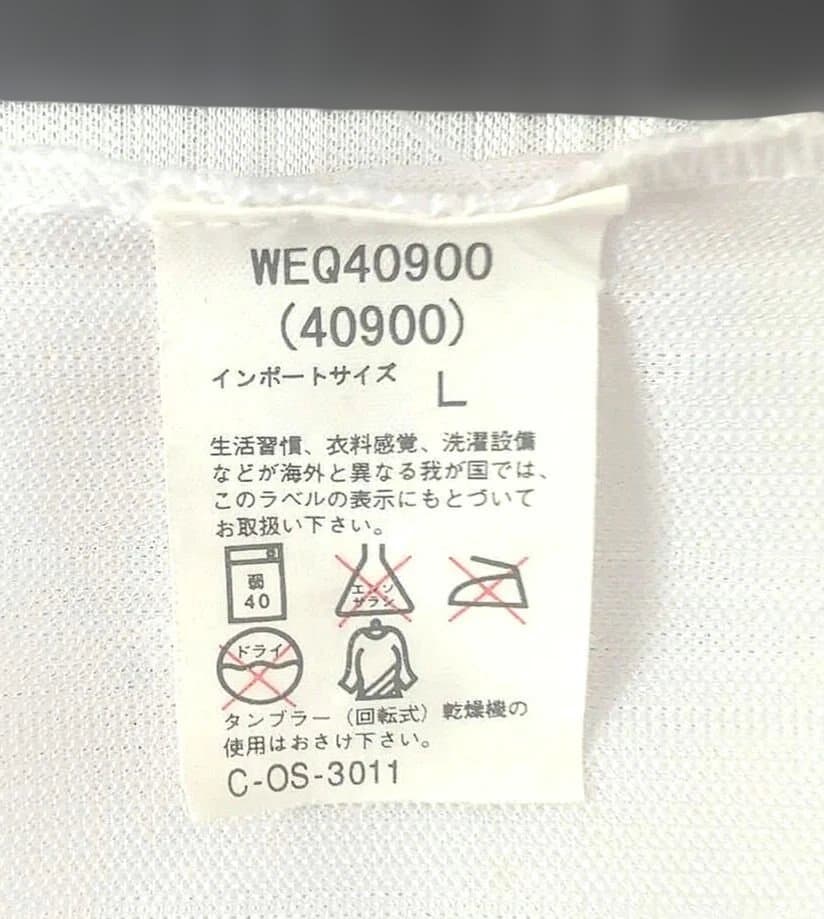 WEQ40900
(40900)
インポートサイズ L
生活習慣、衣料感覚、洗濯設備
などが海外と異なる我が国では、
このラベルの表示にもとづいて
お取扱い下さい。
弱
40
エンソ
サラシ
ドライ
タンブラー(回転式)乾燥機の
使用はおさけ下さい。
C-OS-3011